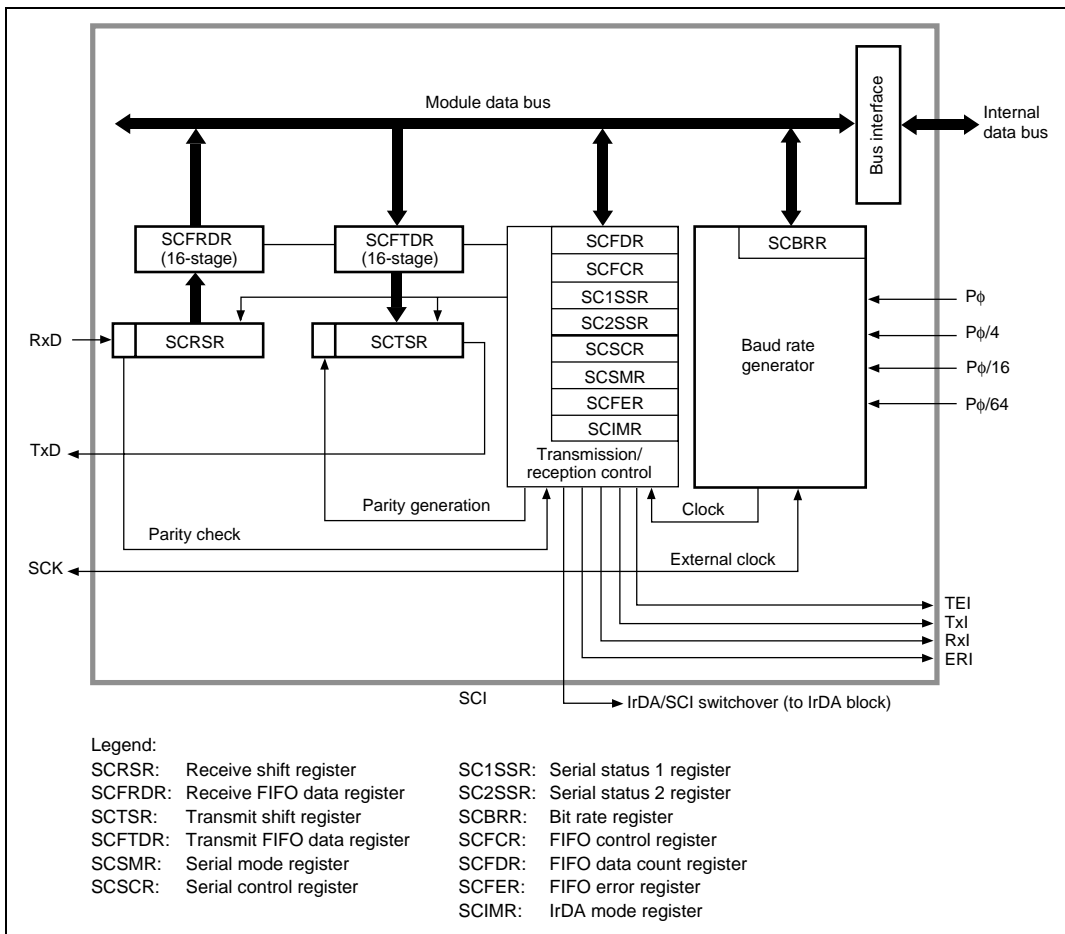 Module data bus
Bus interface
Internal
data bus
SCFRDR
(16-stage)
SCFTDR
(16-stage)
SCFDR
SCFCR
SC1SSR
SC2SSR
SCSCR
SCSMR
SCFER
SCIMR
Transmission/
reception control
SCBRR
Baud rate
generator
Pϕ
Pϕ/4
Pϕ/16
Pϕ/64
RxD
SCRSR
SCTSR
TxD
Parity generation
Clock
Parity check
SCK
External clock
TEI
TxI
RxI
ERI
SCI
IrDA/SCI switchover (to IrDA block)
Legend:
SCRSR: Receive shift register
SCFRDR: Receive FIFO data register
SCTSR: Transmit shift register
SCFTDR: Transmit FIFO data register
SCSMR: Serial mode register
SCSCR: Serial control register
SC1SSR: Serial status 1 register
SC2SSR: Serial status 2 register
SCBRR: Bit rate register
SCFCR: FIFO control register
SCFDR: FIFO data count register
SCFER: FIFO error register
SCIMR: IrDA mode register